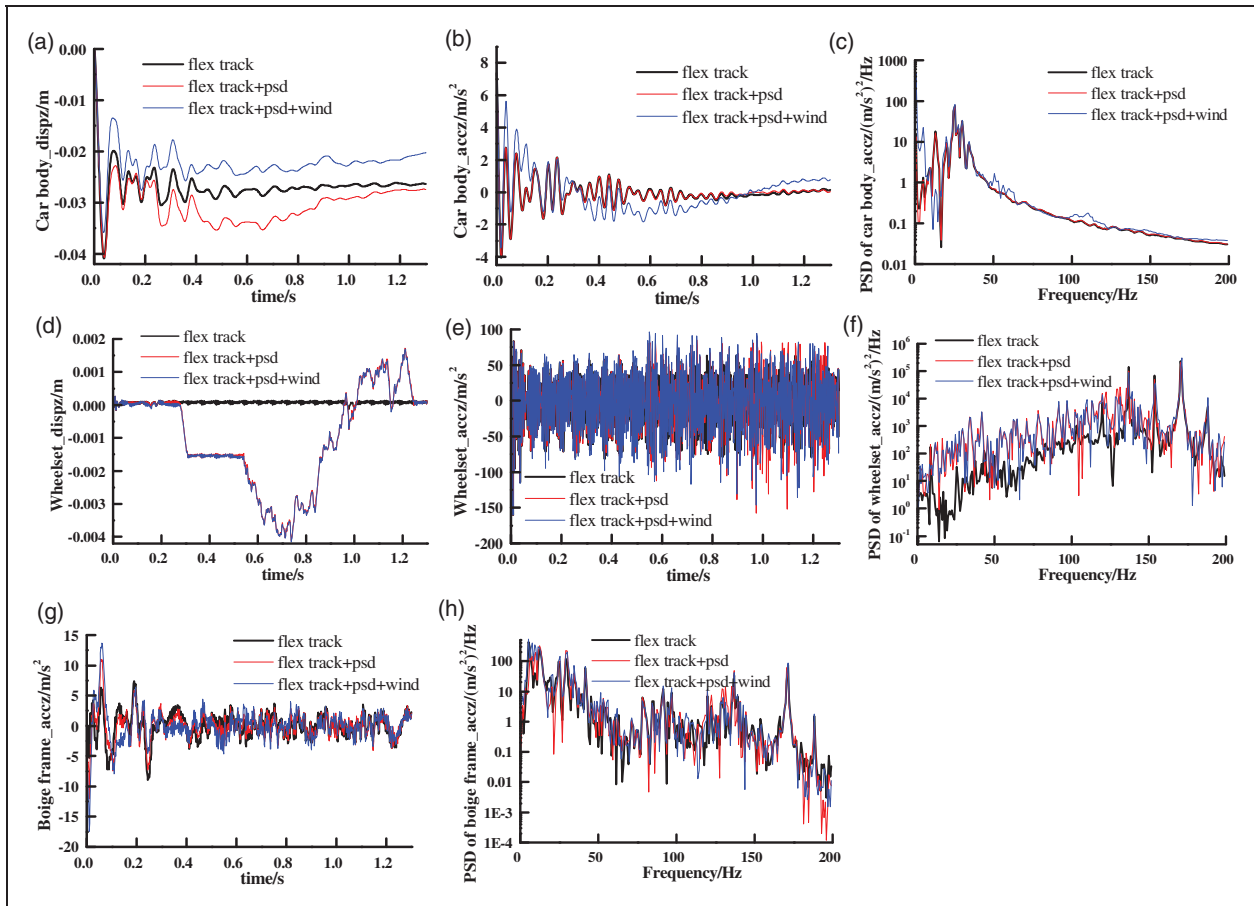 (a)
0.00
-0.01
-0.02
-0.03
-0.04
0.0 0.2 0.4 0.6 0.8 1.0 1.2
Car body_dispz/m
time/s
flex track
flex track+psd
flex track+psd+wind
(b)
8
6
4
2
0
-2
-4
0.0 0.2 0.4 0.6 0.8 1.0 1.2
Car body_accz/m/s²
time/s
flex track
flex track+psd
flex track+psd+wind
(c)
1000
100
10
1
0.1
0.01
0 50 100 150 200
PSD of car body_accz/(m/s²)²/Hz
Frequency/Hz
flex track
flex track+psd
flex track+psd+wind
(d)
0.002
0.001
0.000
-0.001
-0.002
-0.003
-0.004
0.0 0.2 0.4 0.6 0.8 1.0 1.2
Wheelset_dispz/m
time/s
flex track
flex track+psd
flex track+psd+wind
(e)
100
50
0
-50
-100
-150
-200
0.0 0.2 0.4 0.6 0.8 1.0 1.2
Wheelset_accz/m/s²
time/s
flex track
flex track+psd
flex track+psd+wind
(f)
10⁶
10⁵
10⁴
10³
10²
10¹
10⁰
10⁻¹
0 50 100 150 200
PSD of wheelset_accz/(m/s²)²/Hz
Frequency/Hz
flex track
flex track+psd
flex track+psd+wind
(g)
15
10
5
0
-5
-10
-15
-20
0.0 0.2 0.4 0.6 0.8 1.0 1.2
Boige frame_accz/m/s²
time/s
flex track
flex track+psd
flex track+psd+wind
(h)
100
10
1
0.1
0.01
1E-4
0 50 100 150 200
PSD of boige frame_accz/(m/s²)²/Hz
Frequency/Hz
flex track
flex track+psd
flex track+psd+wind